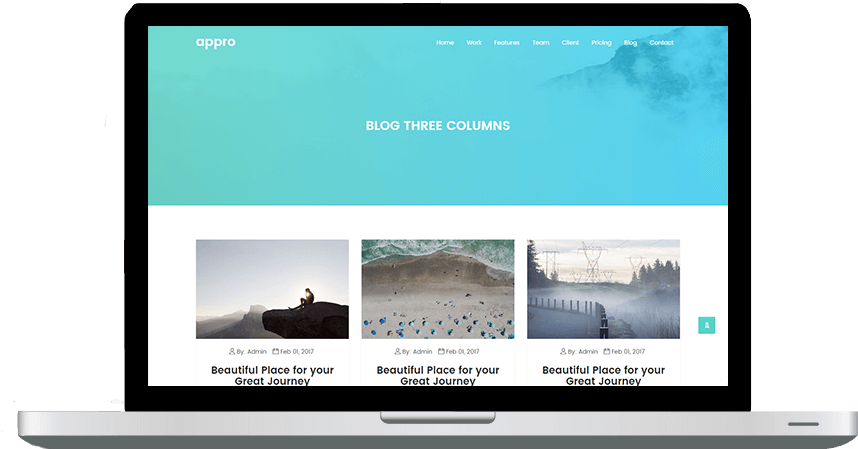 appro
Home Work Features Team Client Pricing Blog Contact
BLOG THREE COLUMNS
By: Admin Feb 01, 2017
Beautiful Place for your
Great Journey
By: Admin Feb 01, 2017
Beautiful Place for your
Great Journey
By: Admin Feb 01, 2017
Beautiful Place for your
Great Journey